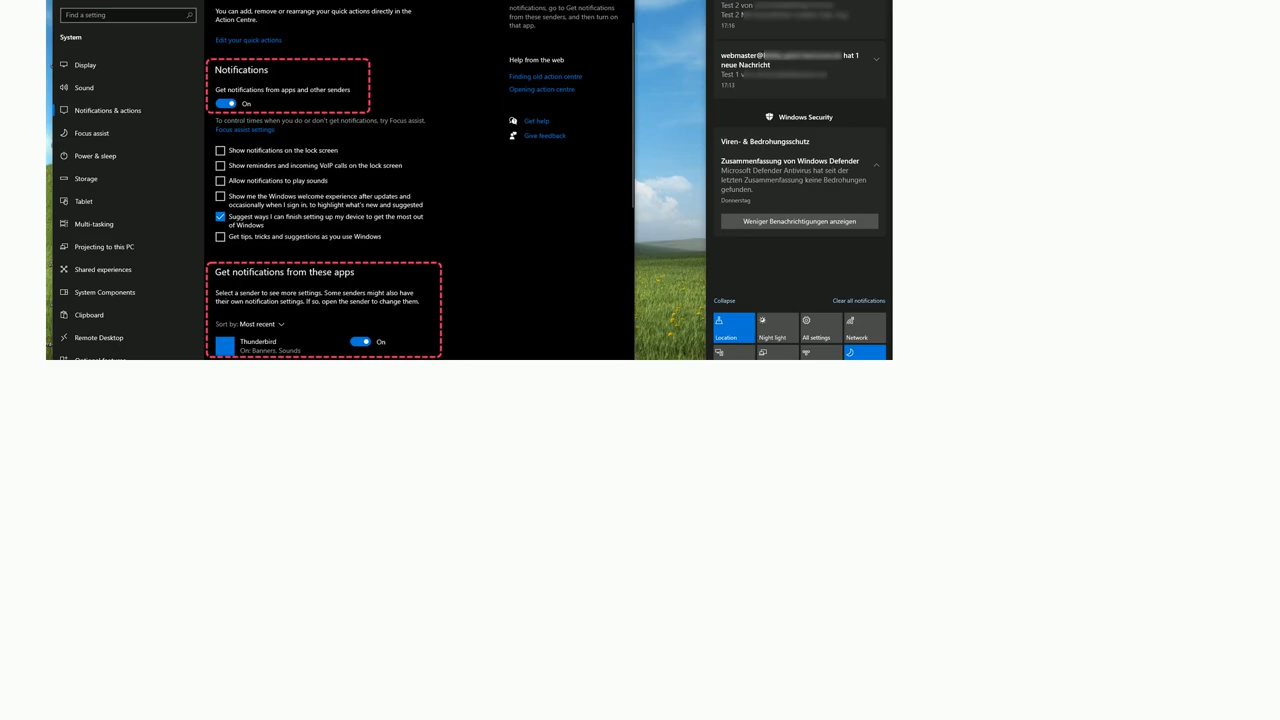 Find a setting
System
Display
Sound
Notifications & actions
Focus assist
Power & sleep
Storage
Tablet
Multi-tasking
Projecting to this PC
Shared experiences
System Components
Clipboard
Remote Desktop
You can add, remove or rearrange your quick actions directly in the
Action Centre.
Edit your quick actions
Notifications
Get notifications from apps and other senders
On
To control times when you do or don't get notifications, try Focus assist.
Focus assist settings
Show notifications on the lock screen
Show reminders and incoming VoIP calls on the lock screen
Allow notifications to play sounds
Show me the Windows welcome experience after updates and
occasionally when I sign in, to highlight what's new and suggested
Suggest ways I can finish setting up my device to get the most out
of Windows
Get tips, tricks and suggestions as you use Windows
Get notifications from these apps
Select a sender to see more settings. Some senders might also have
their own notification settings. If so, open the sender to change them.
Sort by: Most recent
Thunderbird
On
On: Banners, Sounds
notifications, go to Get notifications
from these senders, and then turn on
that app.
Help from the web
Finding old action centre
Opening action centre
Get help
Give feedback
Test 2 von
Test 2
17:16
webmaster@ hat 1
neue Nachricht
Test 1
17:13
Windows Security
Viren- & Bedrohungsschutz
Zusammenfassung von Windows Defender
Microsoft Defender Antivirus hat seit der
letzten Zusammenfassung keine Bedrohungen
gefunden.
Donnerstag
Weniger Benachrichtigungen anzeigen
Collapse
Clear all notifications
Location
Night light
All settings
Network